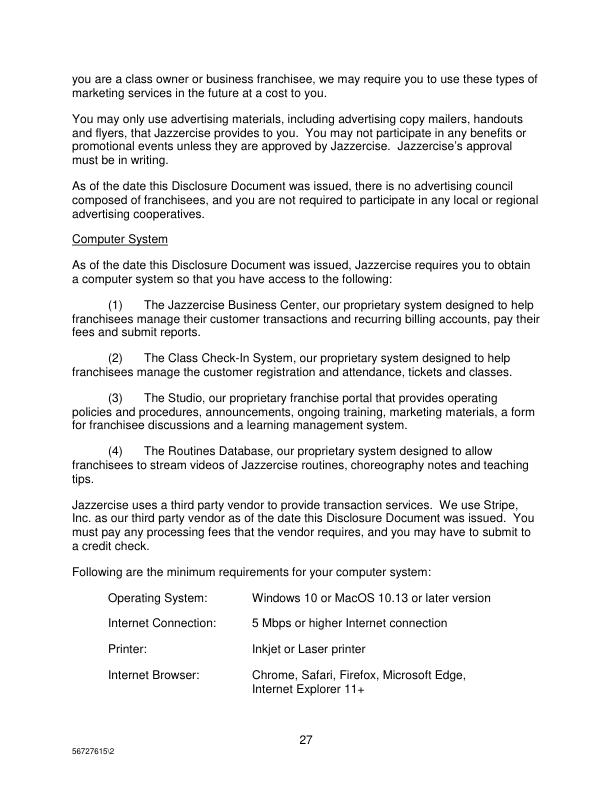 you are a class owner or business franchisee, we may require you to use these types of
marketing services in the future at a cost to you.
You may only use advertising materials, including advertising copy mailers, handouts
and flyers, that Jazzercise provides to you.  You may not participate in any benefits or
promotional events unless they are approved by Jazzercise.  Jazzercise's approval
must be in writing.
As of the date this Disclosure Document was issued, there is no advertising council
composed of franchisees, and you are not required to participate in any local or regional
advertising cooperatives.
Computer System
As of the date this Disclosure Document was issued, Jazzercise requires you to obtain
a computer system so that you have access to the following:
(1) The Jazzercise Business Center, our proprietary system designed to help
franchisees manage their customer transactions and recurring billing accounts, pay their
fees and submit reports.
(2) The Class Check-In System, our proprietary system designed to help
franchisees manage the customer registration and attendance, tickets and classes.
(3) The Studio, our proprietary franchise portal that provides operating
policies and procedures, announcements, ongoing training, marketing materials, a form
for franchisee discussions and a learning management system.
(4) The Routines Database, our proprietary system designed to allow
franchisees to stream videos of Jazzercise routines, choreography notes and teaching
tips.
Jazzercise uses a third party vendor to provide transaction services.  We use Stripe,
Inc. as our third party vendor as of the date this Disclosure Document was issued.  You
must pay any processing fees that the vendor requires, and you may have to submit to
a credit check.
Following are the minimum requirements for your computer system:
Operating System: Windows 10 or MacOS 10.13 or later version
Internet Connection: 5 Mbps or higher Internet connection
Printer: Inkjet or Laser printer
Internet Browser: Chrome, Safari, Firefox, Microsoft Edge,
Internet Explorer 11+
27
56727615\2